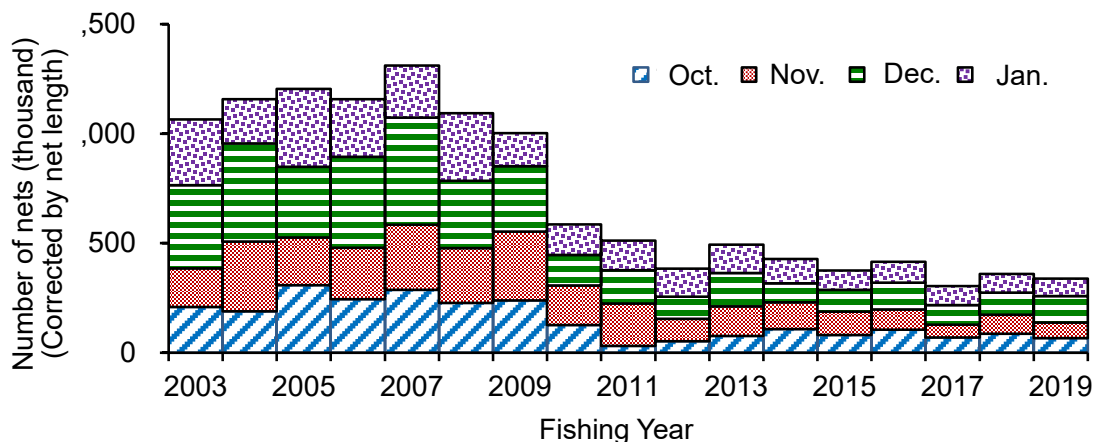 Number of nets (thousand)
(Corrected by net length)
,500
,000
500
0
Oct. Nov. Dec. Jan.
2003 2005 2007 2009 2011 2013 2015 2017 2019
Fishing Year